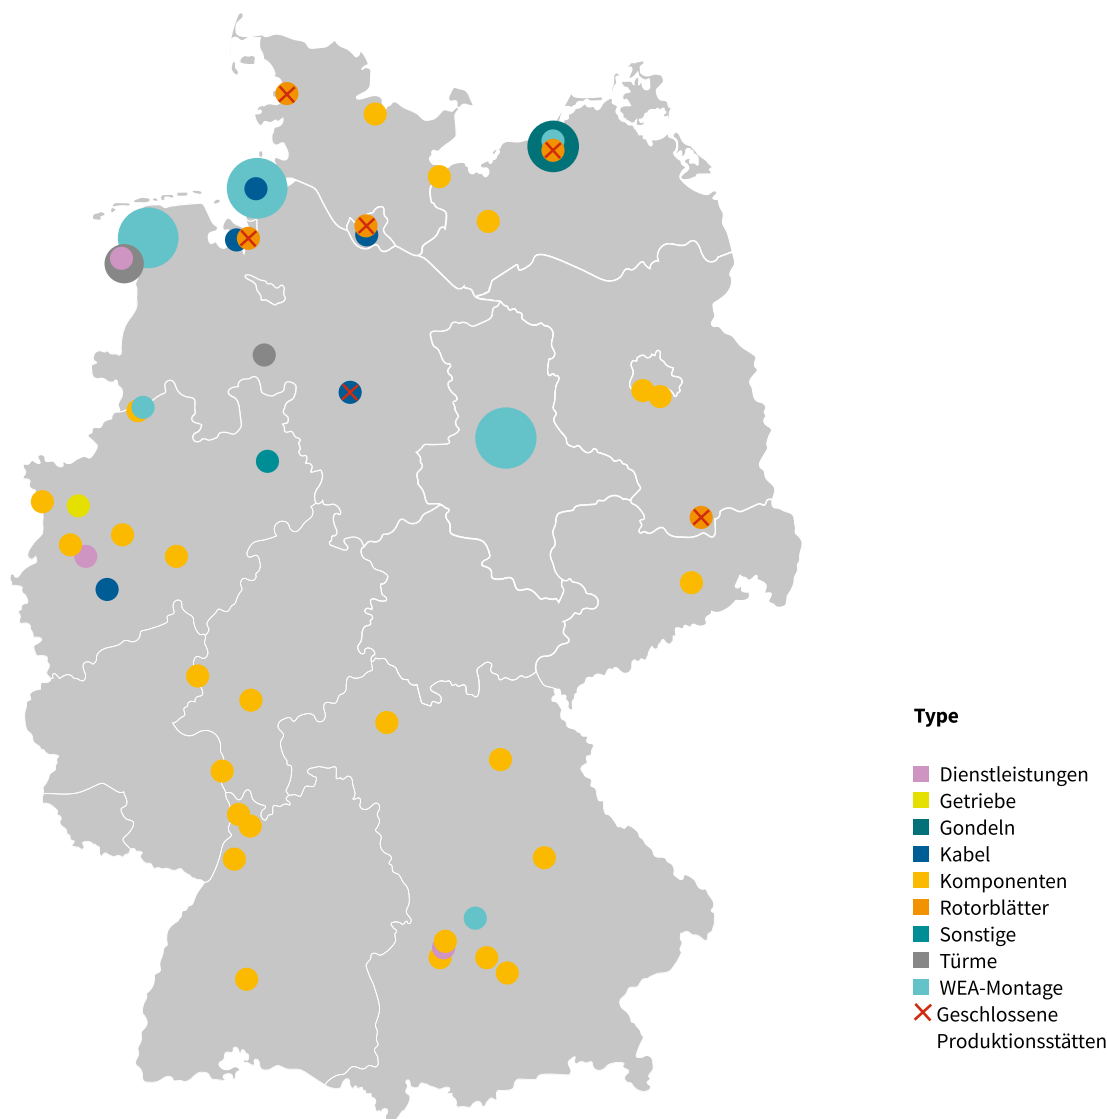 Type
Dienstleistungen
Getriebe
Gondeln
Kabel
Komponenten
Rotorblätter
Sonstige
Türme
WEA-Montage
Geschlossene
Produktionsstätten